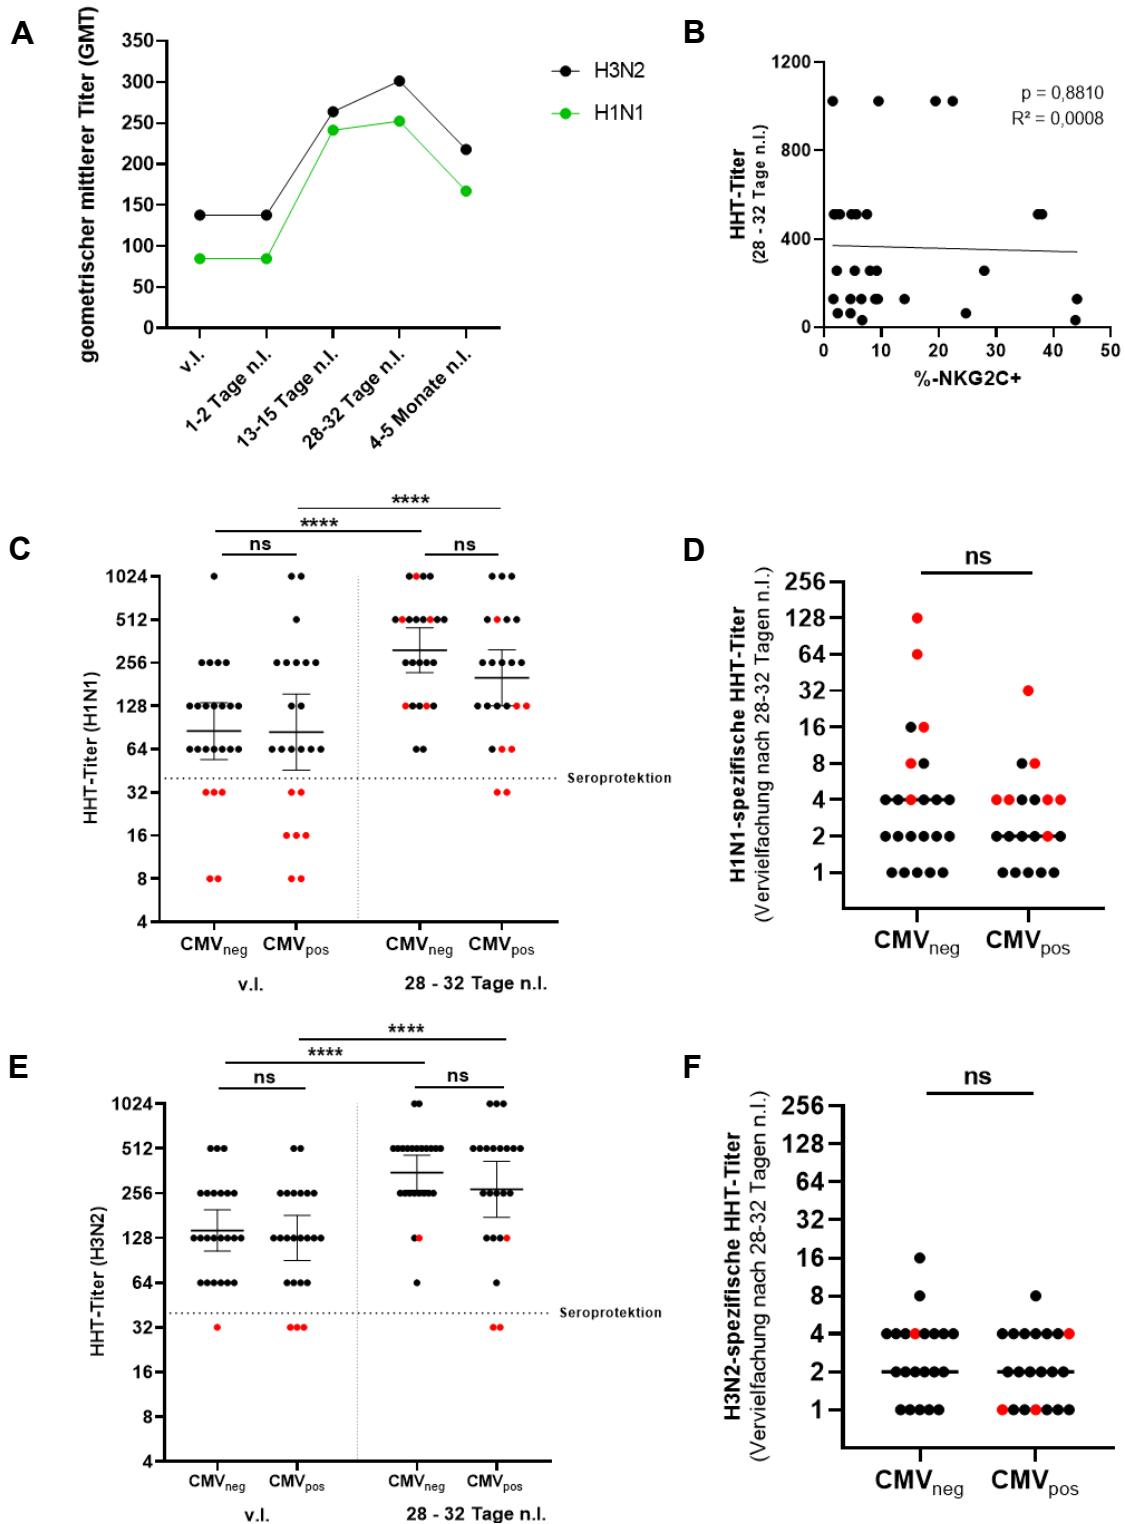 A
geometrischer mittlerer Titer (GMT)
350
300
250
200
150
100
50
0
v.I.
1-2 Tage n.I.
13-15 Tage n.I.
28-32 Tage n.I.
4-5 Monate n.I.
H3N2
H1N1
B
HHT-Titer
(28 - 32 Tage n.I.)
1200
800
400
0
p = 0,8810
R² = 0,0008
0 10 20 30 40 50
%-NKG2C+
C
****
****
ns ns
HHT-Titer (H1N1)
1024
512
256
128
64
32
16
8
4
Seroprotektion
CMVneg CMVpos CMVneg CMVpos
v.I. 28 - 32 Tage n.I.
D
ns
H1N1-spezifische HHT-Titer
(Vervielfachung nach 28-32 Tagen n.I.)
256
128
64
32
16
8
4
2
1
CMVneg CMVpos
E
****
****
ns ns
HHT-Titer (H3N2)
1024
512
256
128
64
32
16
8
4
Seroprotektion
CMVneg CMVpos CMVneg CMVpos
v.I. 28 - 32 Tage n.I.
F
ns
H3N2-spezifische HHT-Titer
(Vervielfachung nach 28-32 Tagen n.I.)
256
128
64
32
16
8
4
2
1
CMVneg CMVpos